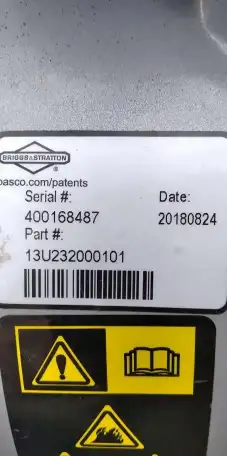 BRIGGS&STRATTON
basco.com/patents
Serial #: Date:
400168487 20180824
Part #:
13U232000101